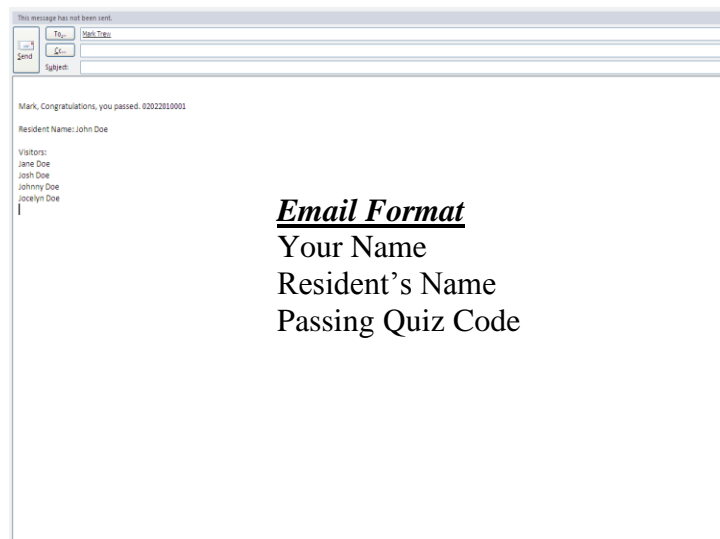 This message has not been sent.
To...
Mark Trew
Cc...
Send
Subject:
Mark, Congratulations, you passed. 02022810001
Resident Name: John Doe
Visitors:
Jane Doe
Josh Doe
Johnny Doe
Jocelyn Doe
Email Format
Your Name
Resident’s Name
Passing Quiz Code